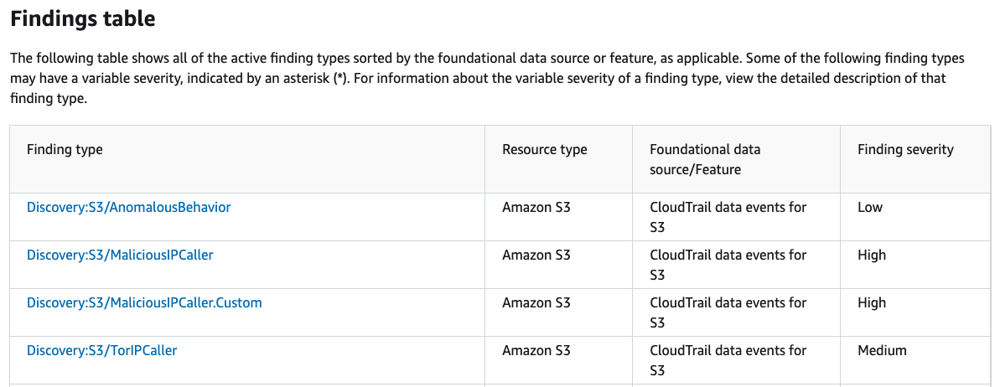 Findings table
The following table shows all of the active finding types sorted by the foundational data source or feature, as applicable. Some of the following finding types
may have a variable severity, indicated by an asterisk (*). For information about the variable severity of a finding type, view the detailed description of that
finding type.
Finding type
Resource type
Foundational data
source/Feature
Finding severity
Discovery:S3/AnomalousBehavior
Amazon S3
CloudTrail data events for
S3
Low
Discovery:S3/MaliciousIPCaller
Amazon S3
CloudTrail data events for
S3
High
Discovery:S3/MaliciousIPCaller.Custom
Amazon S3
CloudTrail data events for
S3
High
Discovery:S3/TorIPCaller
Amazon S3
CloudTrail data events for
S3
Medium